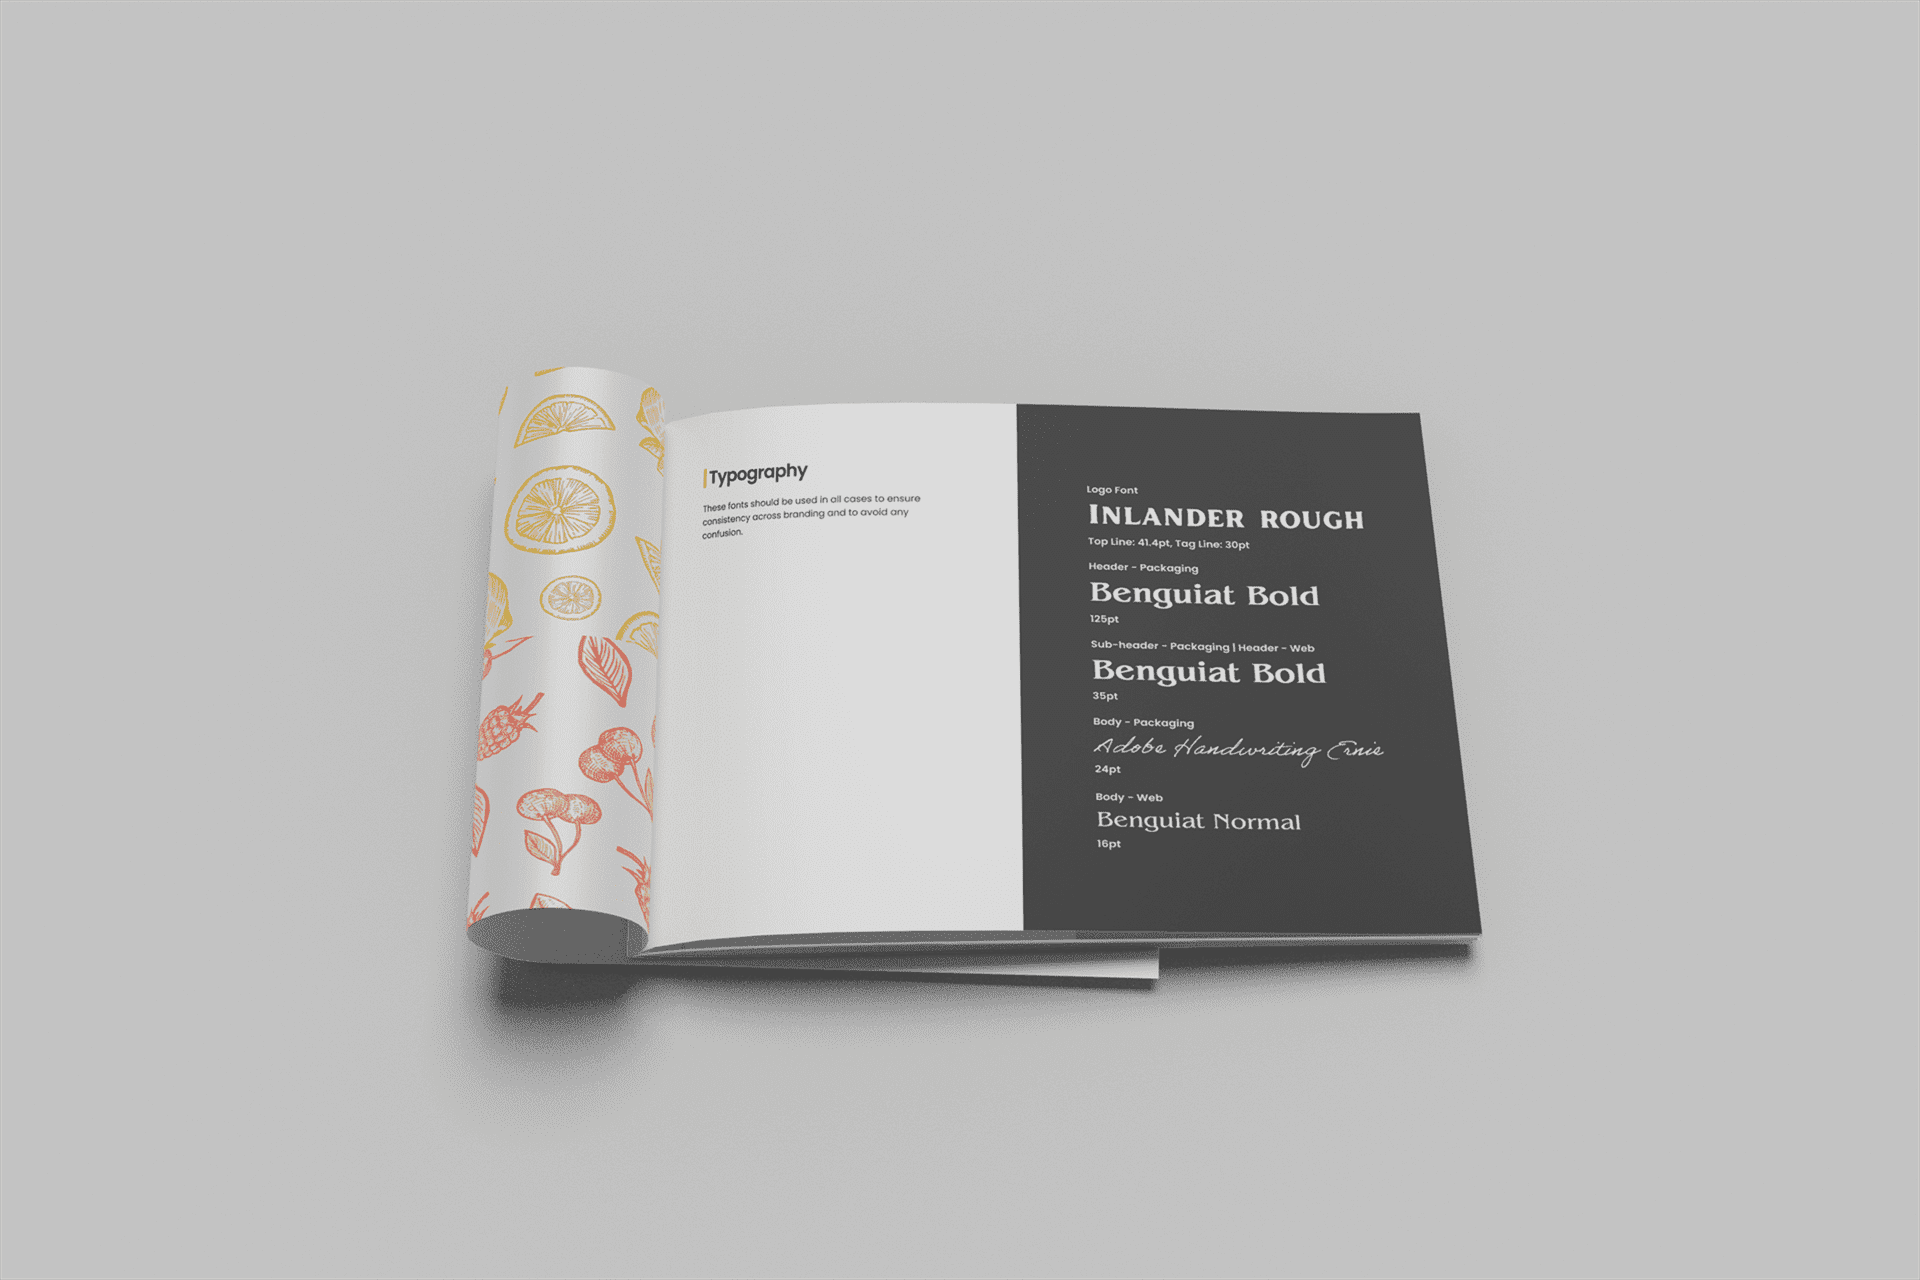 Typography
These fonts should be used in all cases to ensure
consistency across branding and to avoid any
confusion.
Logo Font
INLANDER ROUGH
Top Line: 41.4pt, Tag Line: 30pt
Header - Packaging
Benguiat Bold
125pt
Sub-header - Packaging | Header - Web
Benguiat Bold
35pt
Body - Packaging
Adobe Handwriting Ernie
24pt
Body - Web
Benguiat Normal
16pt